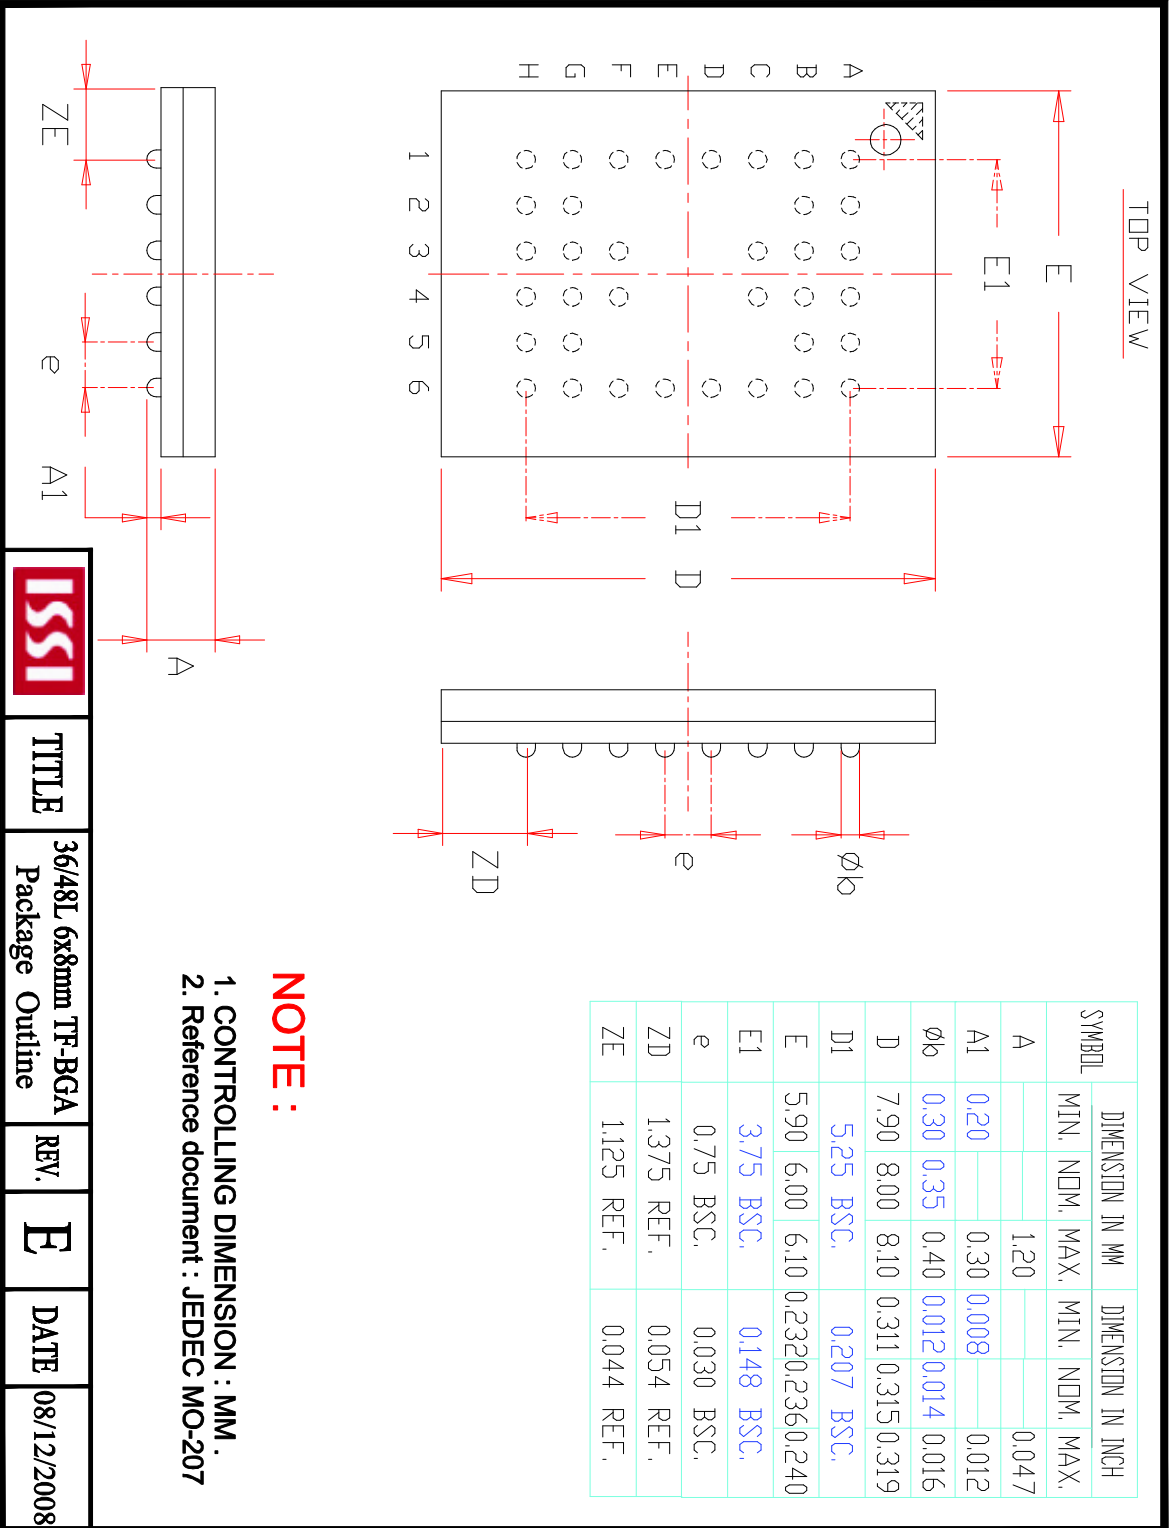 TOP VIEW
E
E1
A
B
C
D
E
F
G
H
1
2
3
4
5
6
D1
D
Øb
e
ZD
ZE
e
A1
A
SYMBOL DIMENSION IN MM DIMENSION IN INCH
MIN. NOM. MAX. MIN. NOM. MAX.
A 1.20 0.047
A1 0.20 0.30 0.008 0.012
Øb 0.30 0.35 0.40 0.012 0.014 0.016
D 7.90 8.00 8.10 0.311 0.315 0.319
D1 5.25 BSC. 0.207 BSC.
E 5.90 6.00 6.10 0.232 0.236 0.240
E1 3.75 BSC. 0.148 BSC.
e 0.75 BSC. 0.030 BSC.
ZD 1.375 REF. 0.054 REF.
ZE 1.125 REF. 0.044 REF.
NOTE :
1. CONTROLLING DIMENSION : MM .
2. Reference document : JEDEC MO-207
ISSI
TITLE
36/48L 6x8mm TF-BGA
Package Outline
REV.
E
DATE
08/12/2008